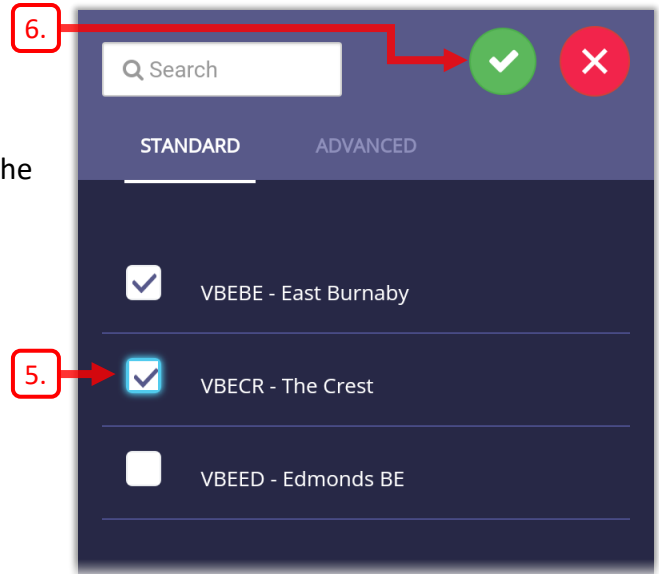 6.
Search
STANDARD ADVANCED
he
VBEBE - East Burnaby
5.
VBECR - The Crest
VBEED - Edmonds BE